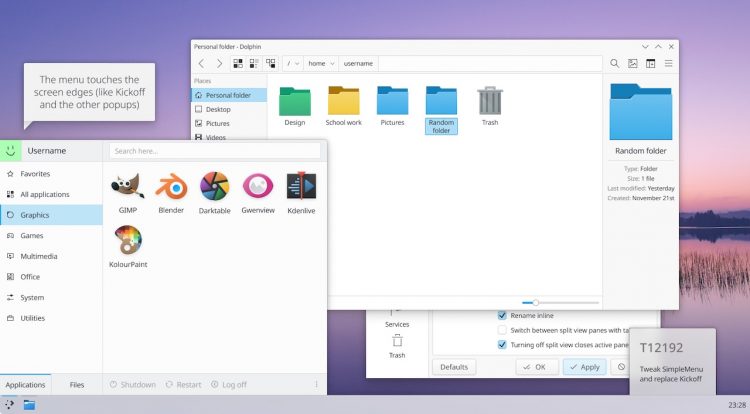 Personal folder - Dolphin
/ home username
Places
Personal folder
Desktop
Pictures
Videos
Design
School work
Pictures
Random
folder
Trash
Random folder
Type: Folder
Size: 1 file
Last modified: Yesterday
Created: November 21st
The menu touches the
screen edges (like Kickoff
and the other popups)
Username
Search here...
Favorites
All applications
Graphics
Games
Multimedia
Office
System
Utilities
GIMP
Blender
Darktable
Gwenview
Kdenlive
KolourPaint
Applications
Files
Shutdown
Restart
Log off
Services
Trash
Rename inline
Switch between split view panes with
Turning off split view closes active
Defaults
OK
Apply
T12192
Tweak SimpleMenu
and replace Kickoff
23:28